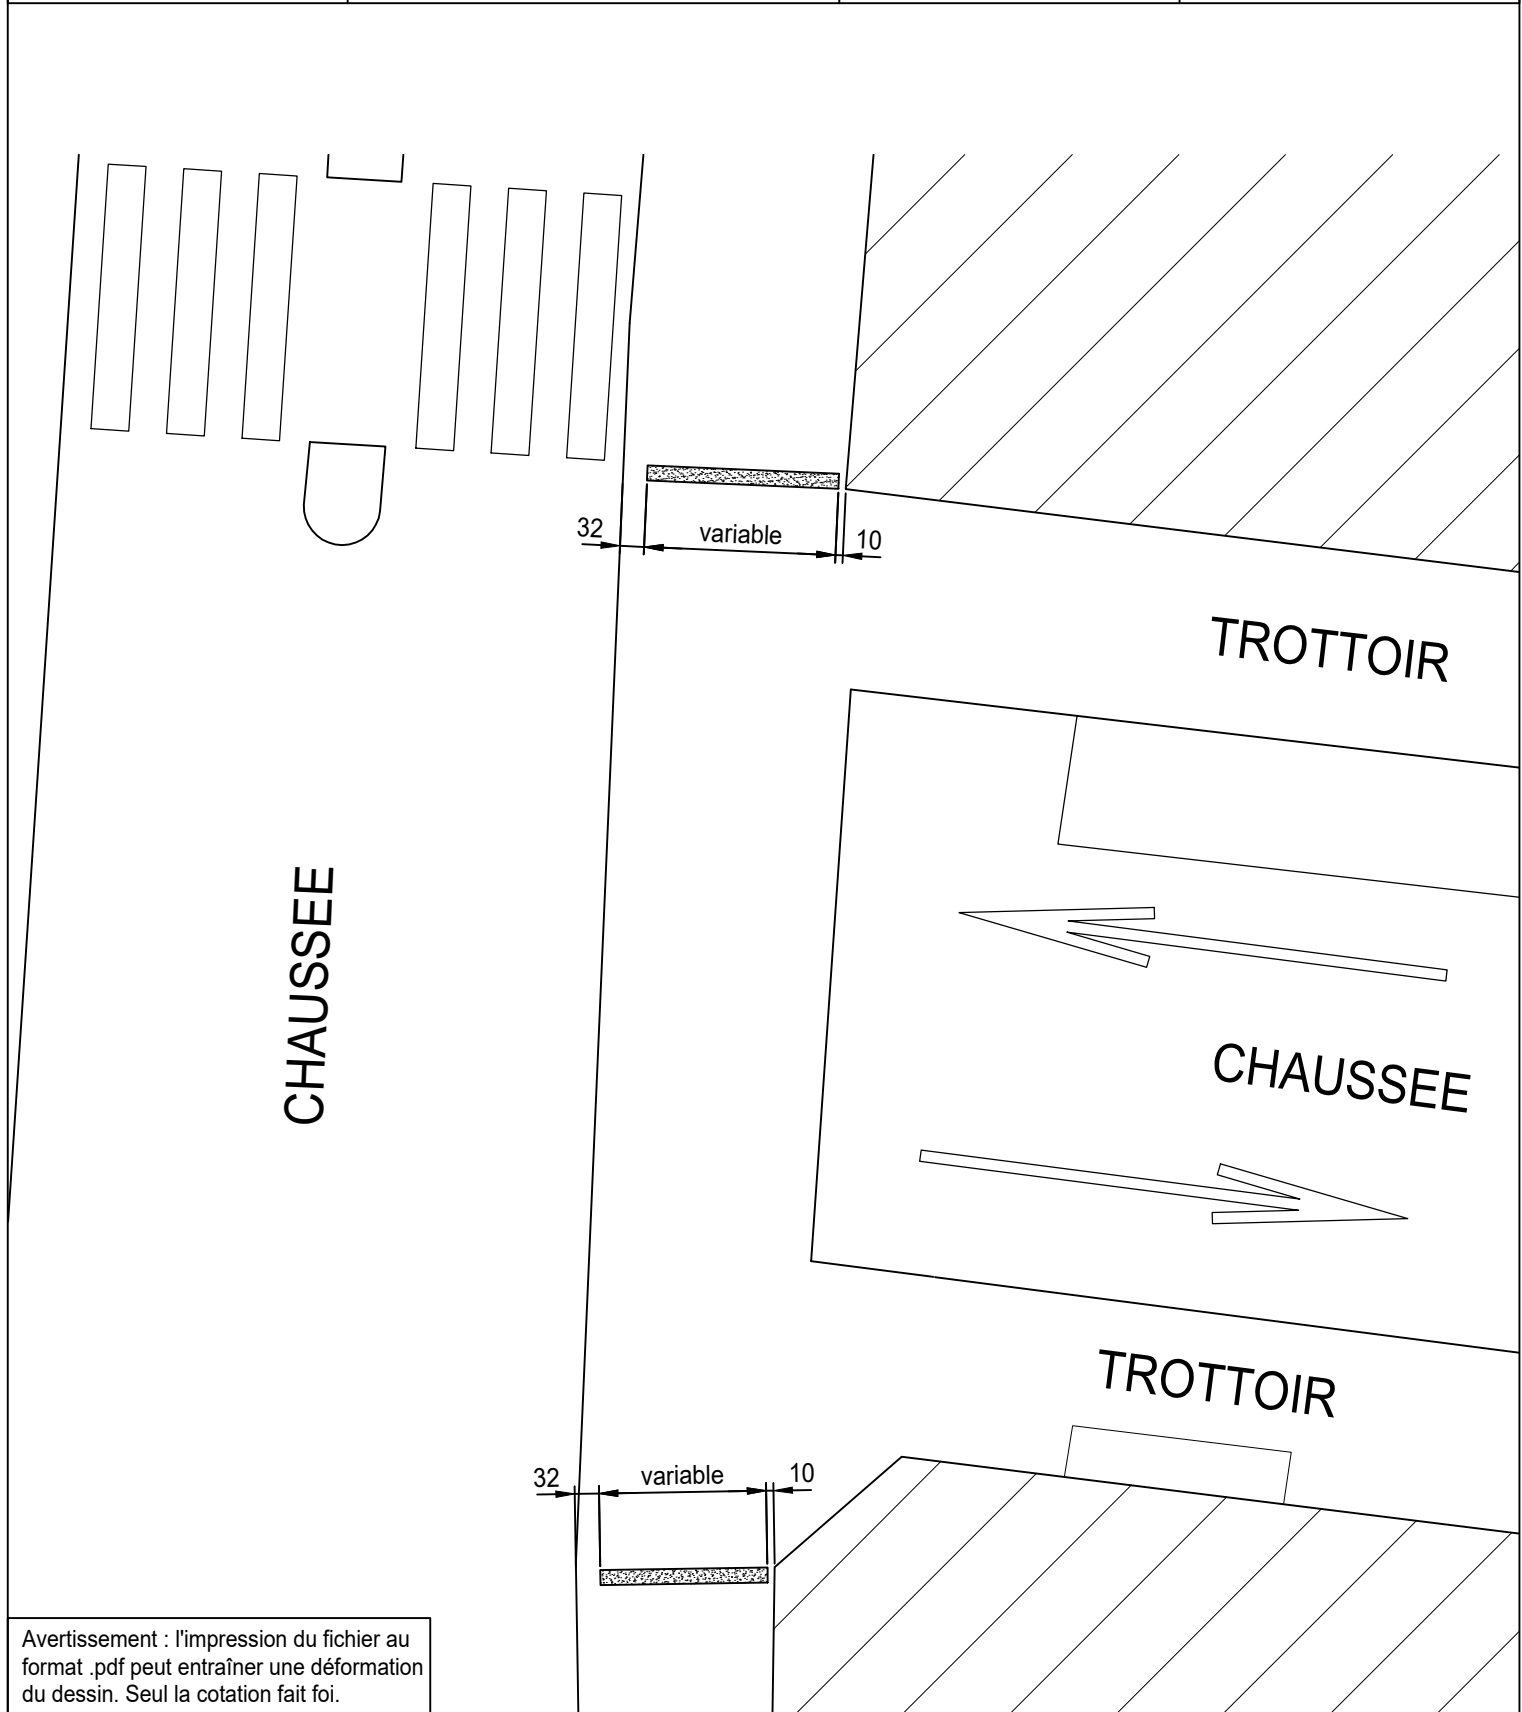 32
variable
10
TROTTOIR
CHAUSSEE
CHAUSSEE
TROTTOIR
32
variable
10
Avertissement : l'impression du fichier au
format .pdf peut entraîner une déformation
du dessin. Seul la cotation fait foi.